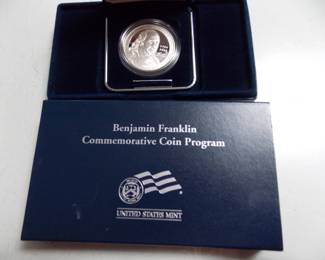 Benjamin Franklin
Commemorative Coin Program
UNITED STATES MINT